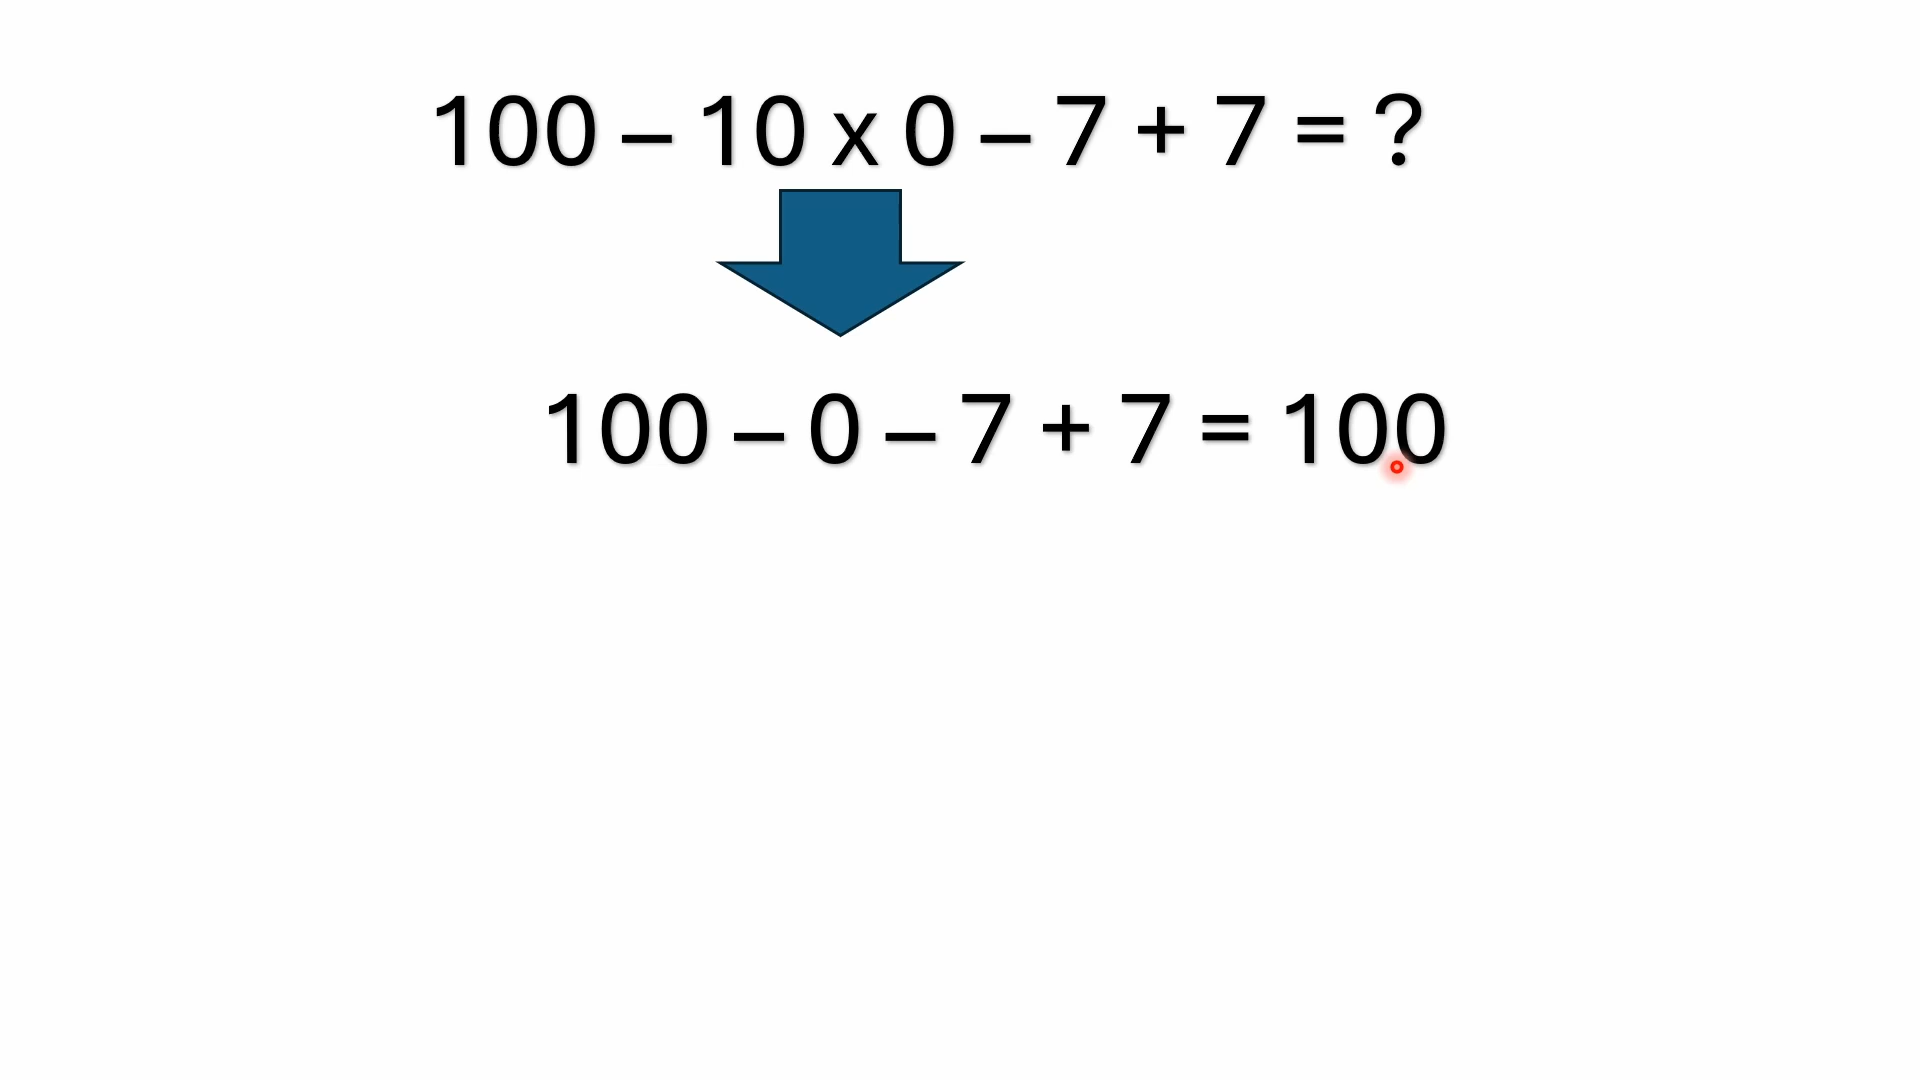 100 – 10 x 0 – 7 + 7 = ?
100 – 0 – 7 + 7 = 100